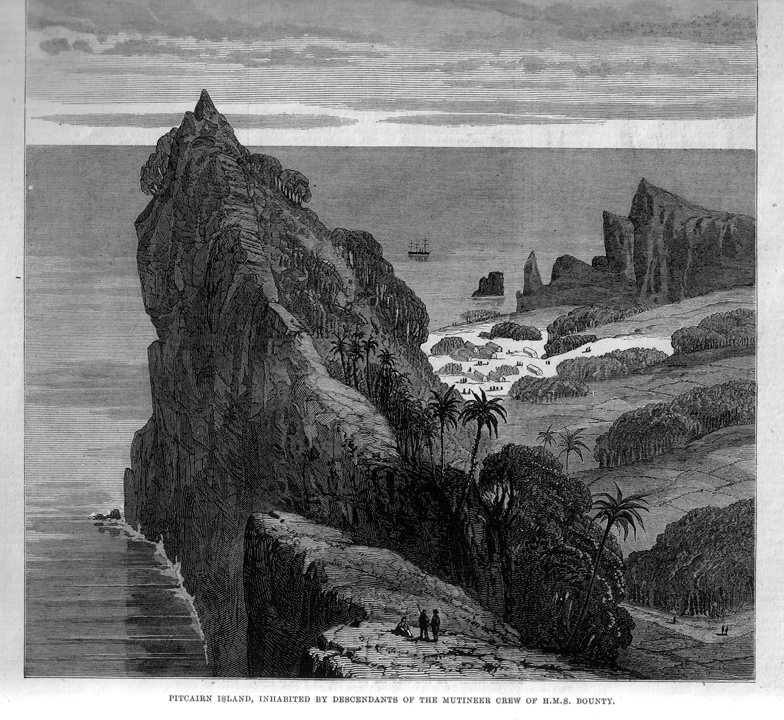 PITCAIRN ISLAND, INHABITED BY DESCENDANTS OF THE MUTINEER CREW OF H.M.S. BOUNTY.